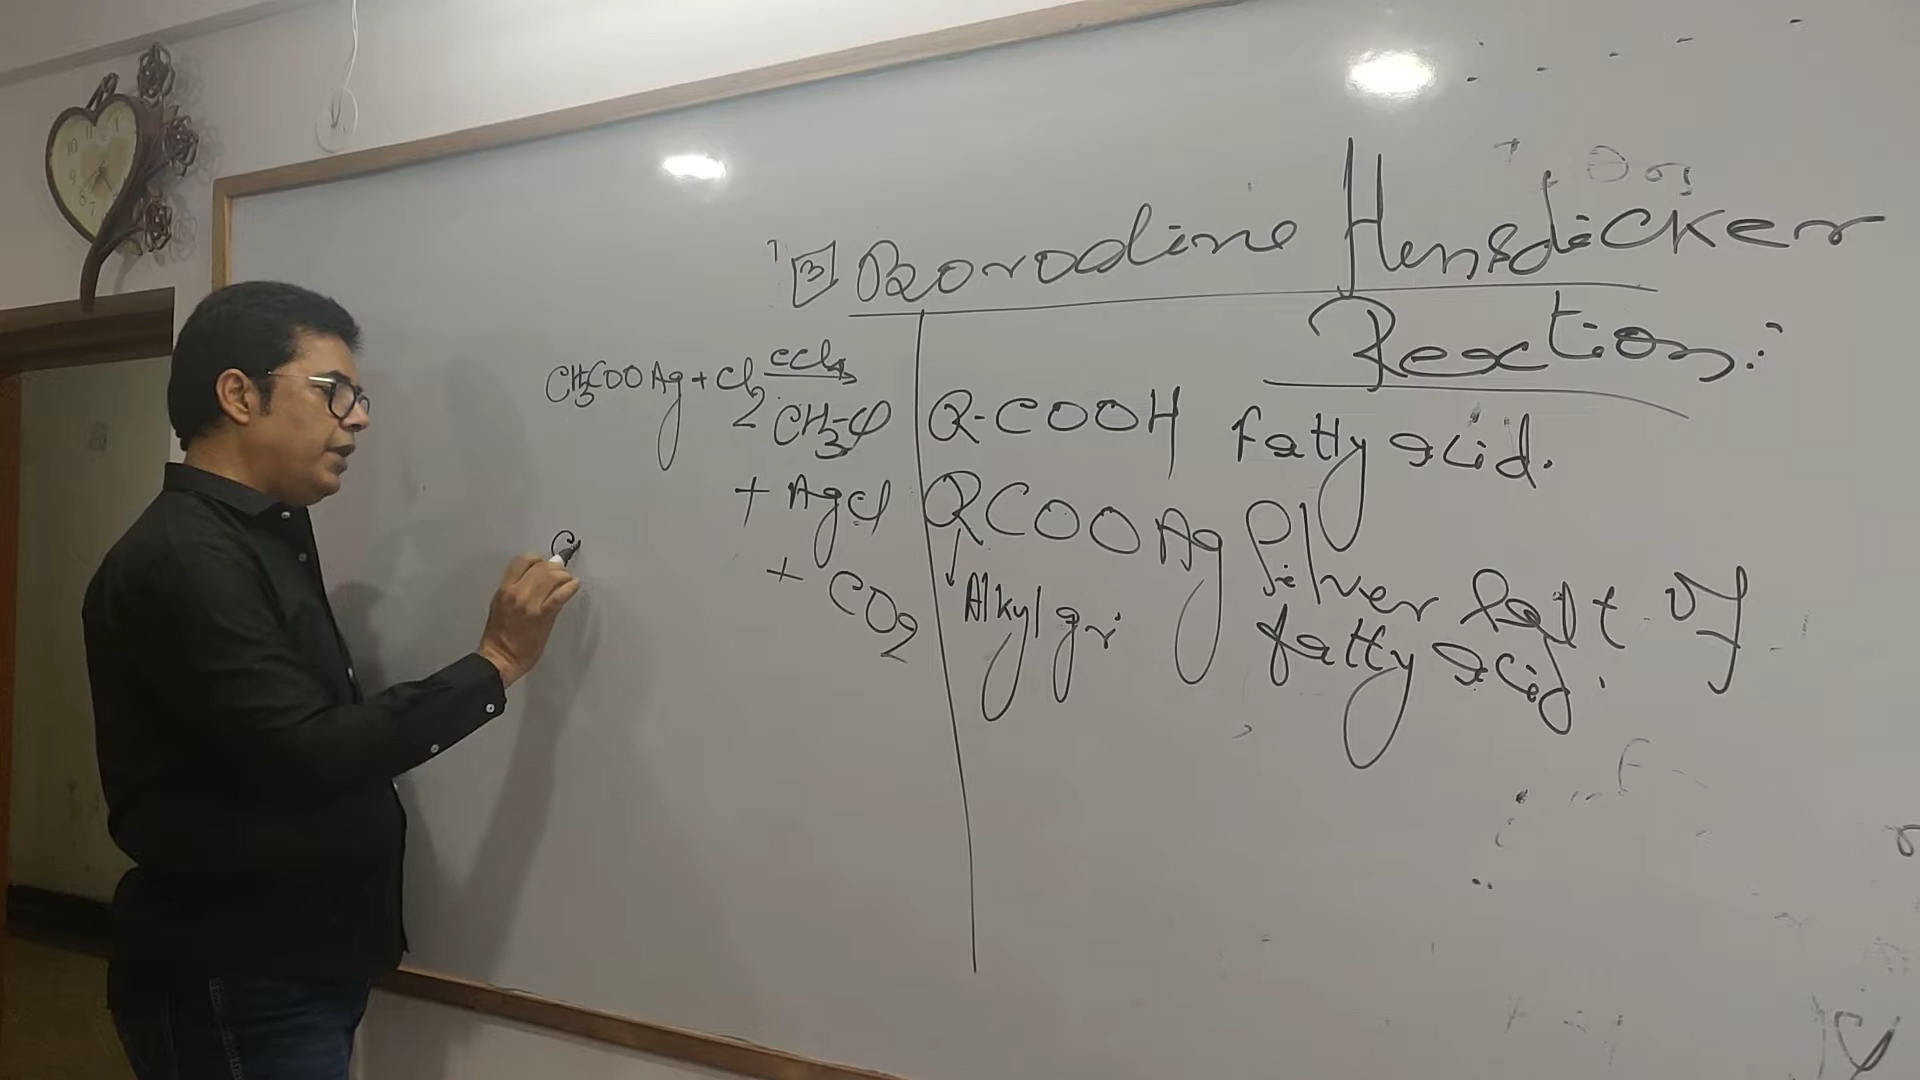 [3] Borodine Hunsdicker
Reaction:
R-COOH fatty acid.
RCOOAg Silver salt of
fatty acid.
Alkyl gr.
CH3COOAg + Cl2 CCl4→
CH3-Cl
+ AgCl
+ CO2
C